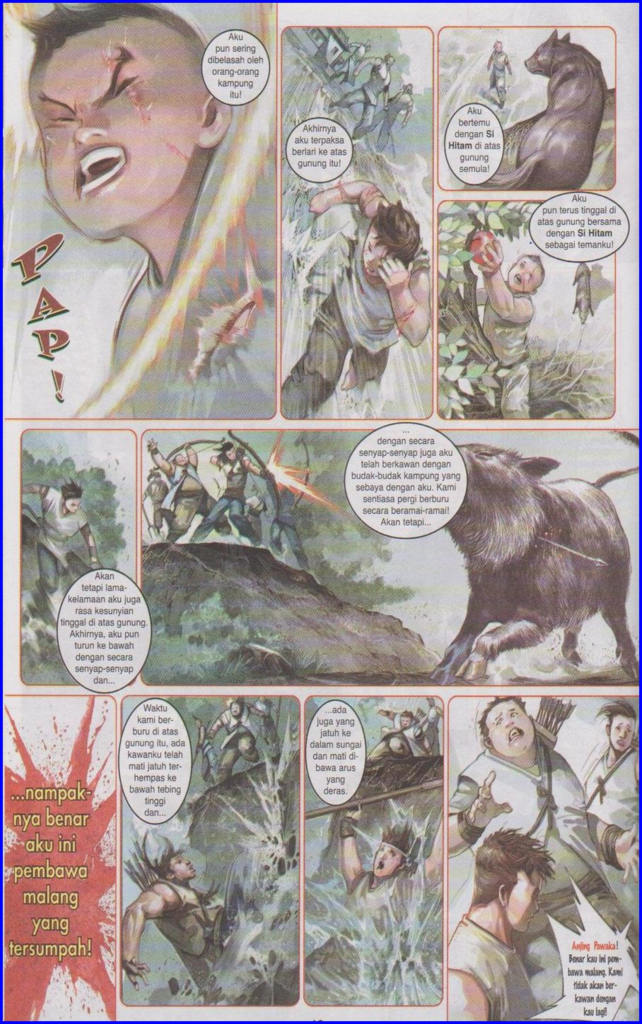 Aku
pun sering
dibelasah oleh
orang-orang
kampung
itu!
PAP!
Akhirnya
aku terpaksa
berlari ke atas
gunung itu!
Aku
bertemu
dengan Si
Hitam di atas
gunung
semula!
Aku
pun terus tinggal di
atas gunung bersama
dengan Si Hitam
sebagai temanku!
Akan
tetapi lama-
kelamaan aku juga
rasa kesunyian
tinggal di atas gunung.
Akhirnya, aku pun
turun ke bawah
dengan secara
senyap-senyap
dan...
...
dengan secara
senyap-senyap juga aku
telah berkawan dengan
budak-budak kampung yang
sebaya dengan aku. Kami
sentiasa pergi berburu
secara beramai-ramai!
Akan tetapi...
...nampak-
nya benar
aku ini
pembawa
malang
yang
tersumpah!
Waktu
kami ber-
buru di atas
gunung itu, ada
kawanku telah
mati jatuh ter-
hempas ke
bawah tebing
tinggi
dan...
...ada
juga yang
jatuh ke
dalam sungai
dan mati di-
bawa arus
yang
deras.
Anjing Pawaka!
Benar kau ini pem-
bawa malang. Kami
tidak akan ber-
kawan dengan
kau lagi!